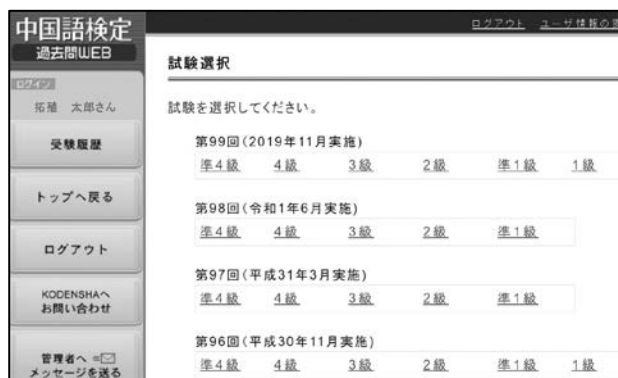 中国語検定
過去問WEB
ログイン
拓殖 太郎さん
受験履歴
トップへ戻る
ログアウト
KODENSHAへ
お問い合わせ
管理者へ
メッセージを送る
ログアウト ユーザ情報の
試験選択
試験を選択してください。
第99回(2019年11月実施)
準4級 4級 3級 2級 準1級 1級
第98回(令和1年6月実施)
準4級 4級 3級 2級 準1級
第97回(平成31年3月実施)
準4級 4級 3級 2級 準1級
第96回(平成30年11月実施)
準4級 4級 3級 2級 準1級 1級